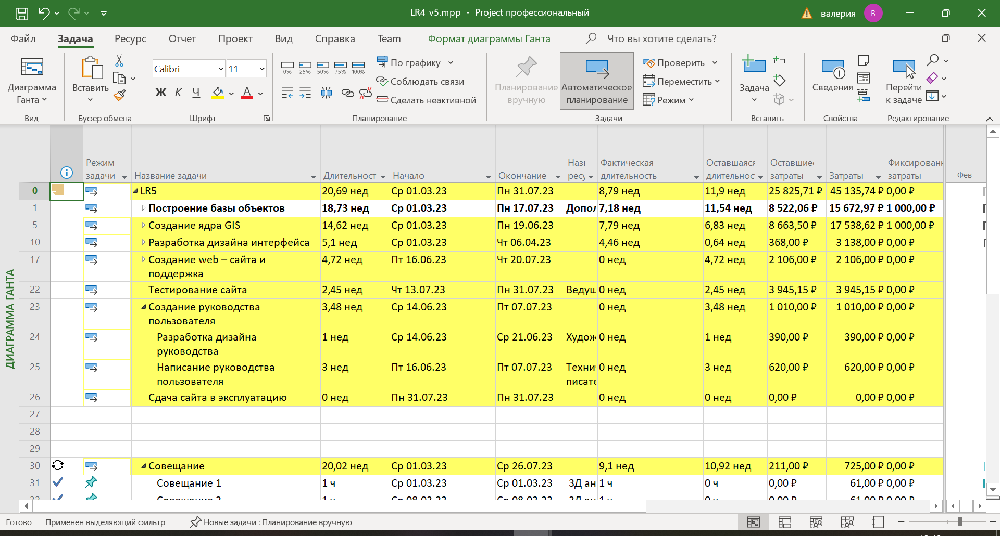 LR4_v5.mpp - Project профессиональный
валерия
В
Файл Задача Ресурс Отчет Проект Вид Справка Team Формат диаграммы Ганта Что вы хотите сделать?
Диаграмма Ганта
Вставить
Calibri 11
Ж К Ч
А
0% 25% 50% 75% 100%
По графику
Соблюдать связи
Сделать неактивной
Планирование вручную
Автоматическое планирование
Проверить
Переместить
Режим
Задача
Сведения
Перейти к задаче
Вид Буфер обмена Шрифт Планирование Задачи Вставить Свойства Редактирование
ДИАГРАММА ГАНТА
Режим задачи Название задачи Длительност Начало Окончание Назв ресу Фактическая длительность Оставшаяся длительнос Оставшиес затраты Затраты Фиксированн затраты Фев
0 LR5 20,69 нед Ср 01.03.23 Пн 31.07.23 8,79 нед 11,9 нед 25 825,71 ₽ 45 135,74 ₽ 0,00 ₽
1 Построение базы объектов 18,73 нед Ср 01.03.23 Пн 17.07.23 Допол 7,18 нед 11,54 нед 8 522,06 ₽ 15 672,97 ₽ 1 000,00 ₽
5 Создание ядра GIS 14,62 нед Ср 01.03.23 Пн 19.06.23 7,79 нед 6,83 нед 8 663,50 ₽ 17 538,62 ₽ 1 000,00 ₽
10 Разработка дизайна интерфейса 5,1 нед Ср 01.03.23 Чт 06.04.23 4,46 нед 0,64 нед 368,00 ₽ 3 138,00 ₽ 0,00 ₽
17 Создание web – сайта и 4,72 нед Пт 16.06.23 Чт 20.07.23 0 нед 4,72 нед 2 106,00 ₽ 2 106,00 ₽ 0,00 ₽
поддержка
22 Тестирование сайта 2,45 нед Чт 13.07.23 Пн 31.07.23 Ведущ 0 нед 2,45 нед 3 945,15 ₽ 3 945,15 ₽ 0,00 ₽
23 Создание руководства 3,48 нед Ср 14.06.23 Пт 07.07.23 0 нед 3,48 нед 1 010,00 ₽ 1 010,00 ₽ 0,00 ₽
пользователя
24 Разработка дизайна 1 нед Ср 14.06.23 Ср 21.06.23 Худож 0 нед 1 нед 390,00 ₽ 390,00 ₽ 0,00 ₽
руководства
25 Написание руководства 3 нед Пт 16.06.23 Пт 07.07.23 Техни 0 нед 3 нед 620,00 ₽ 620,00 ₽ 0,00 ₽
пользователя писате
26 Сдача сайта в эксплуатацию 0 нед Пн 31.07.23 Пн 31.07.23 0 нед 0 нед 0,00 ₽ 0,00 ₽ 0,00 ₽
27
28
29
30 Совещание 20,02 нед Ср 01.03.23 Ср 26.07.23 9,1 нед 10,92 нед 211,00 ₽ 725,00 ₽ 0,00 ₽
31 Совещание 1 1 ч Ср 01.03.23 Ср 01.03.23 3Д ан 1 ч 0 ч 0,00 ₽ 61,00 ₽ 0,00 ₽
Готово Применен выделяющий фильтр Новые задачи : Планирование вручную